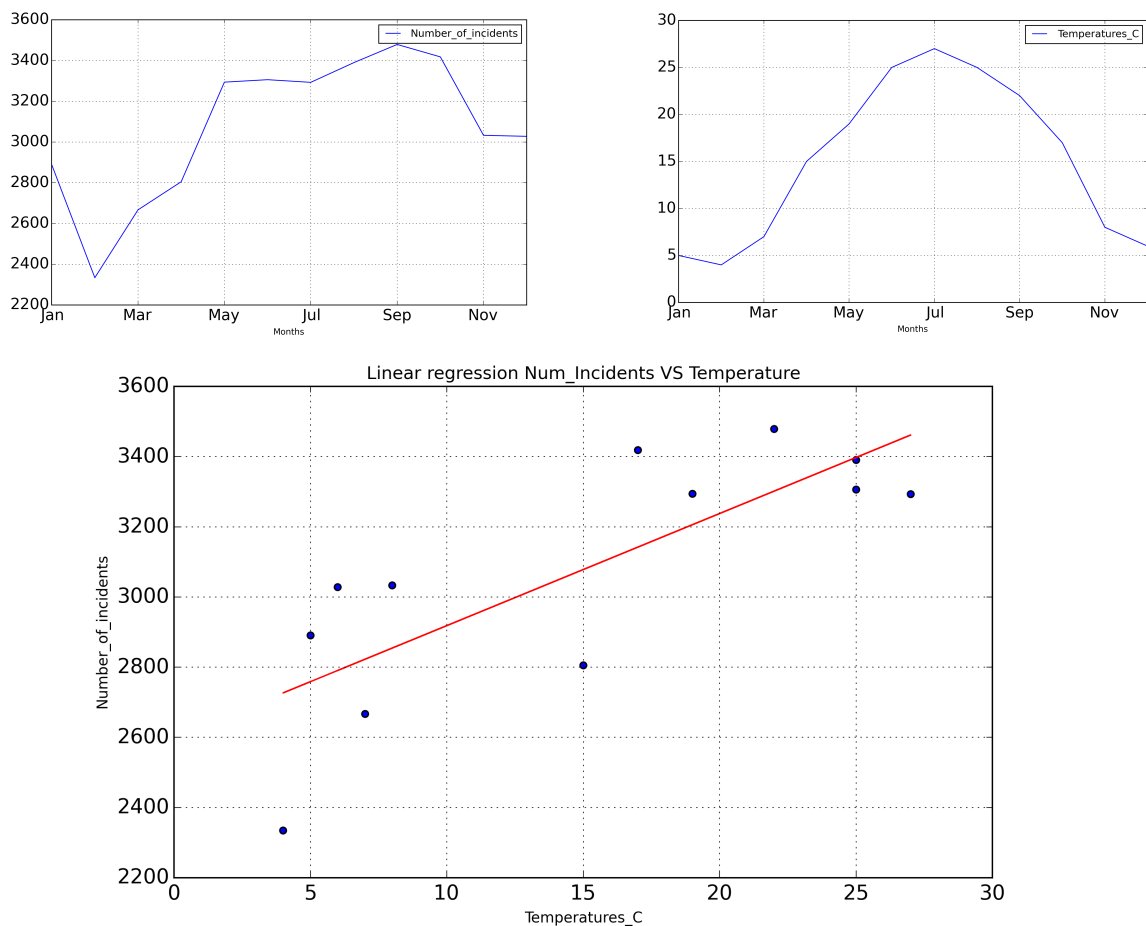 3600
3400
3200
3000
2800
2600
2400
2200
Number_of_incidents
Jan Mar May Jul Sep Nov
Months
30
25
20
15
10
5
0
Temperatures_C
Jan Mar May Jul Sep Nov
Months
Linear regression Num_Incidents VS Temperature
Number_of_incidents
3600
3400
3200
3000
2800
2600
2400
2200
0 5 10 15 20 25 30
Temperatures_C